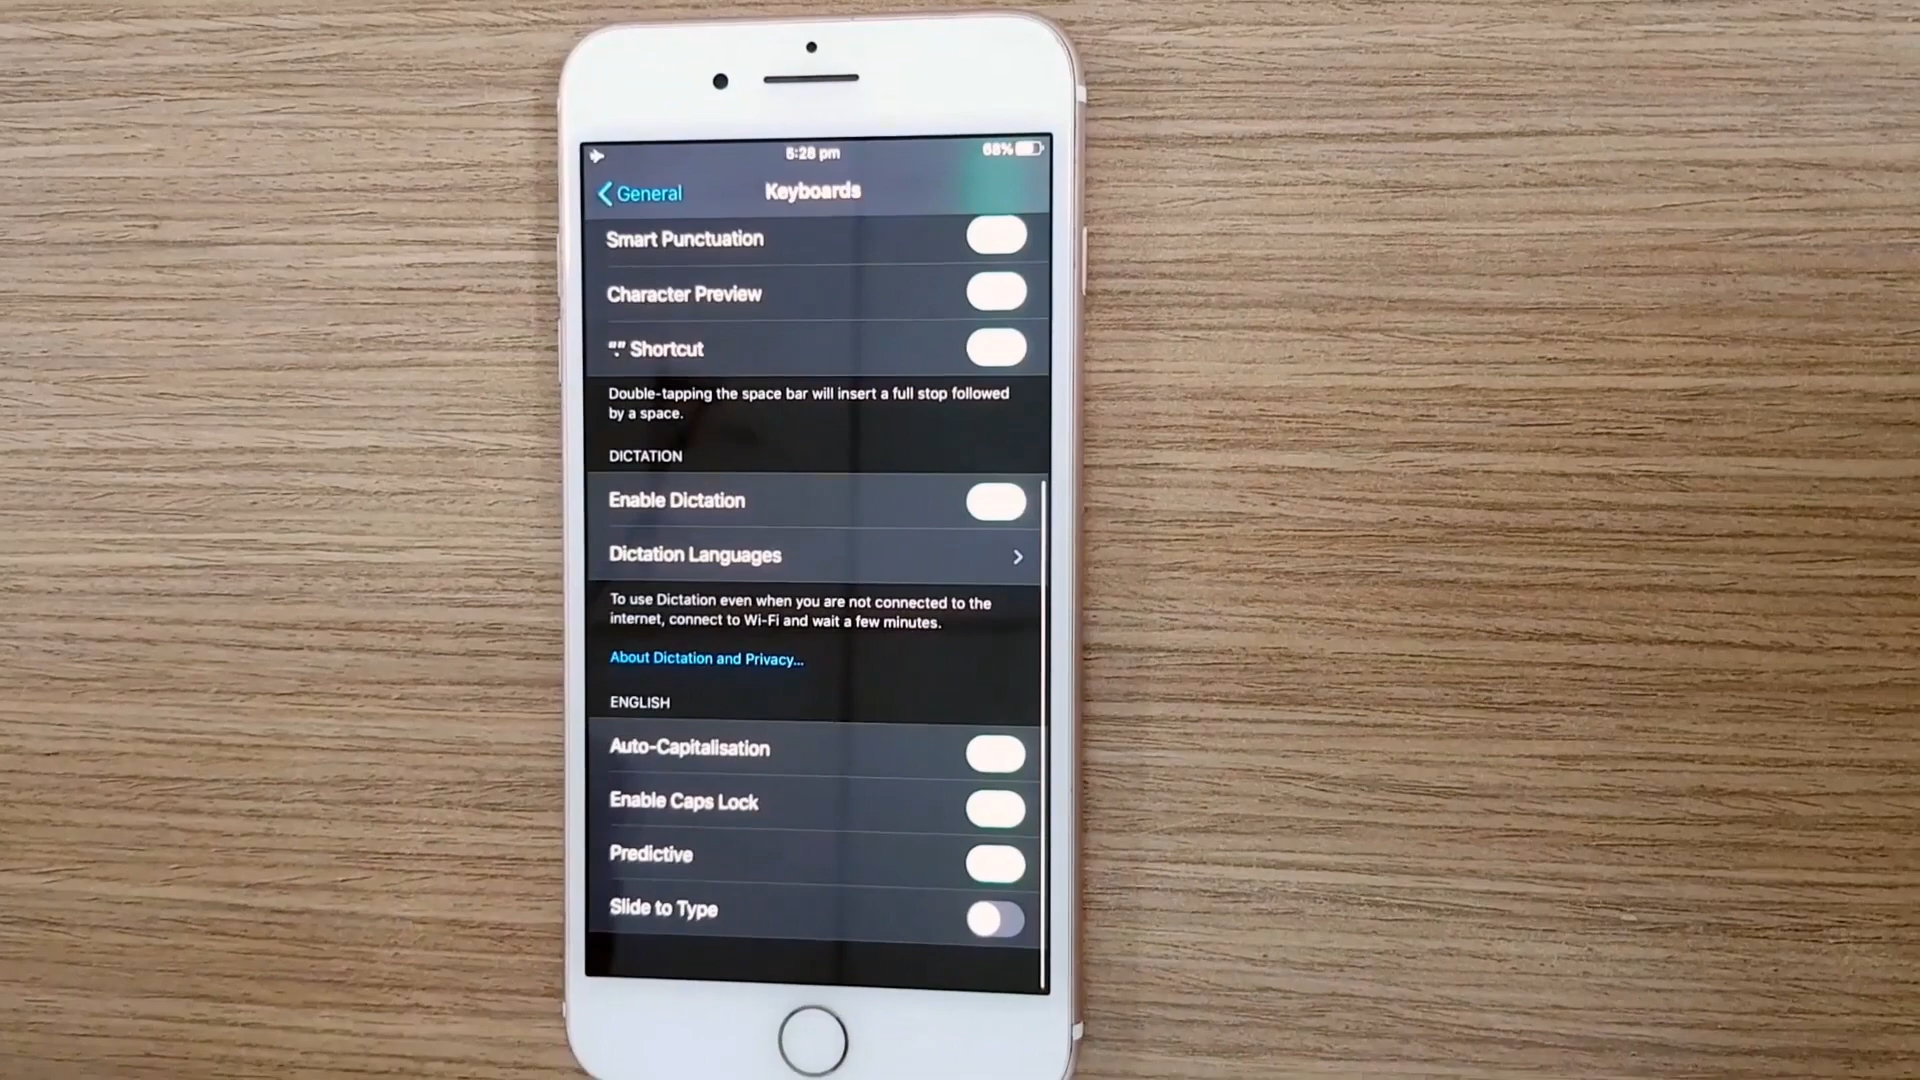 5:28 pm
68%
General
Keyboards
Smart Punctuation
Character Preview
“.” Shortcut
Double-tapping the space bar will insert a full stop followed
by a space.
DICTATION
Enable Dictation
Dictation Languages
To use Dictation even when you are not connected to the
internet, connect to Wi-Fi and wait a few minutes.
About Dictation and Privacy...
ENGLISH
Auto-Capitalisation
Enable Caps Lock
Predictive
Slide to Type